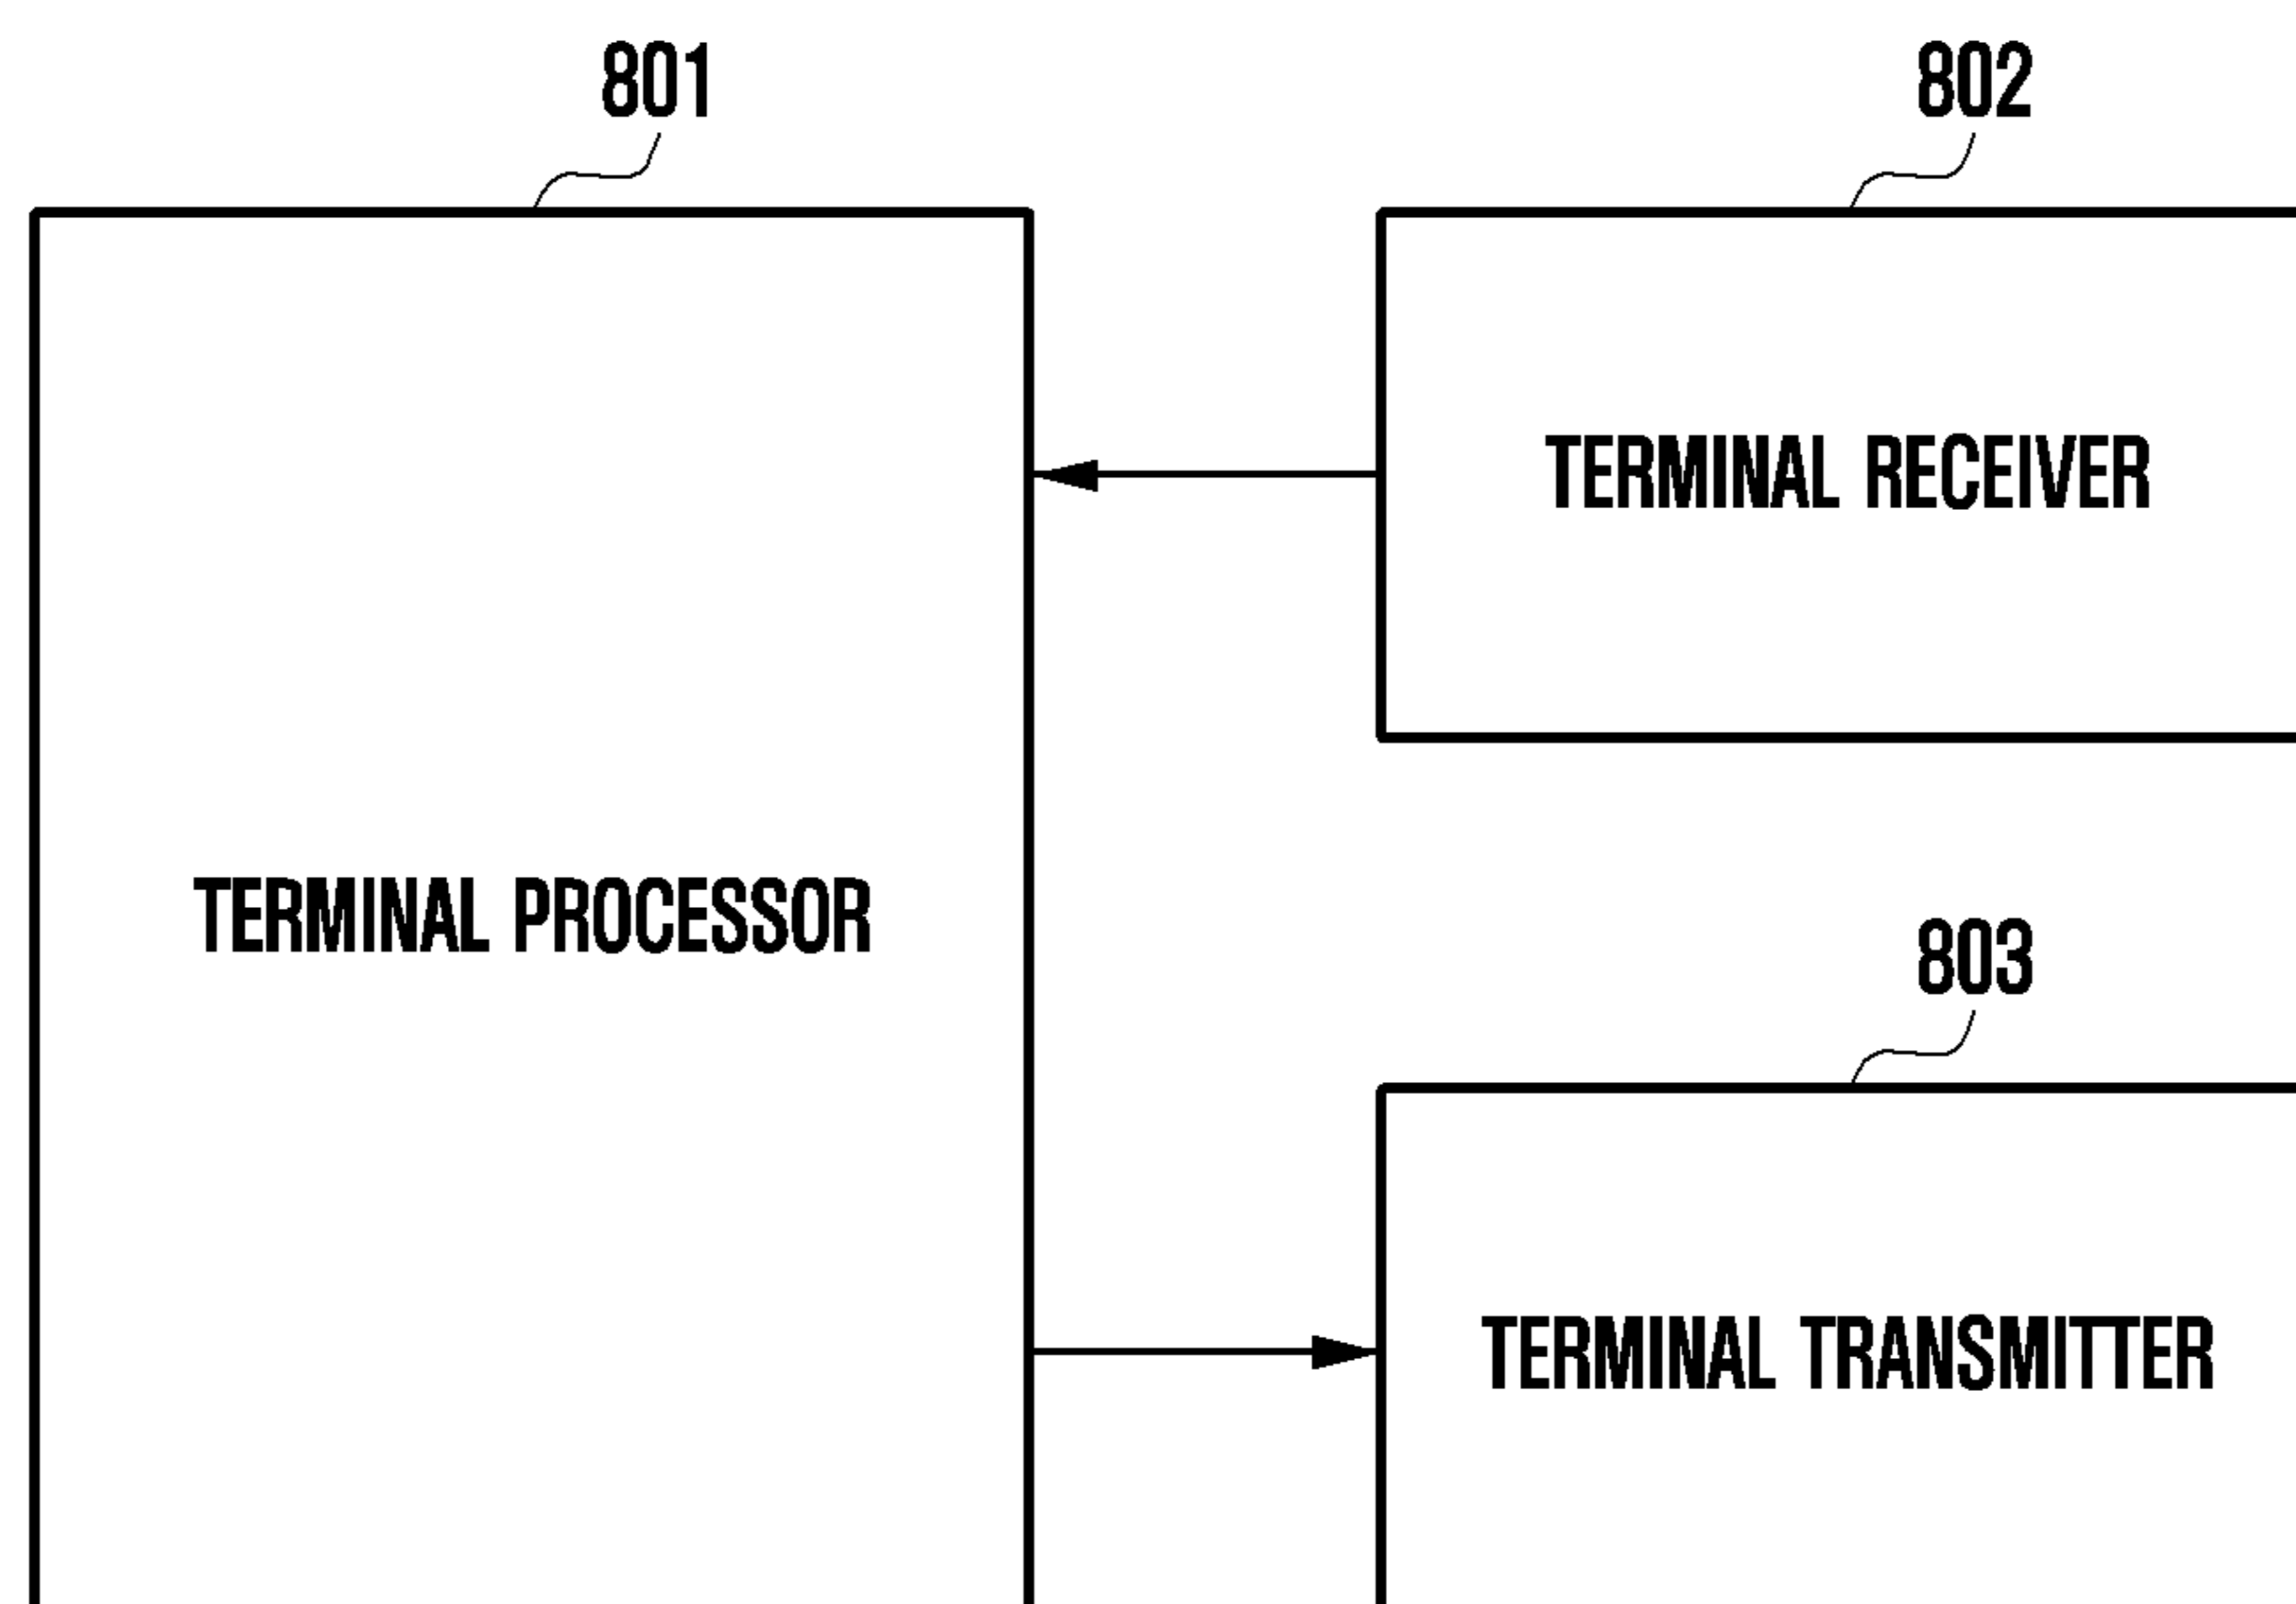 801
802
TERMINAL RECEIVER
TERMINAL PROCESSOR
803
TERMINAL TRANSMITTER